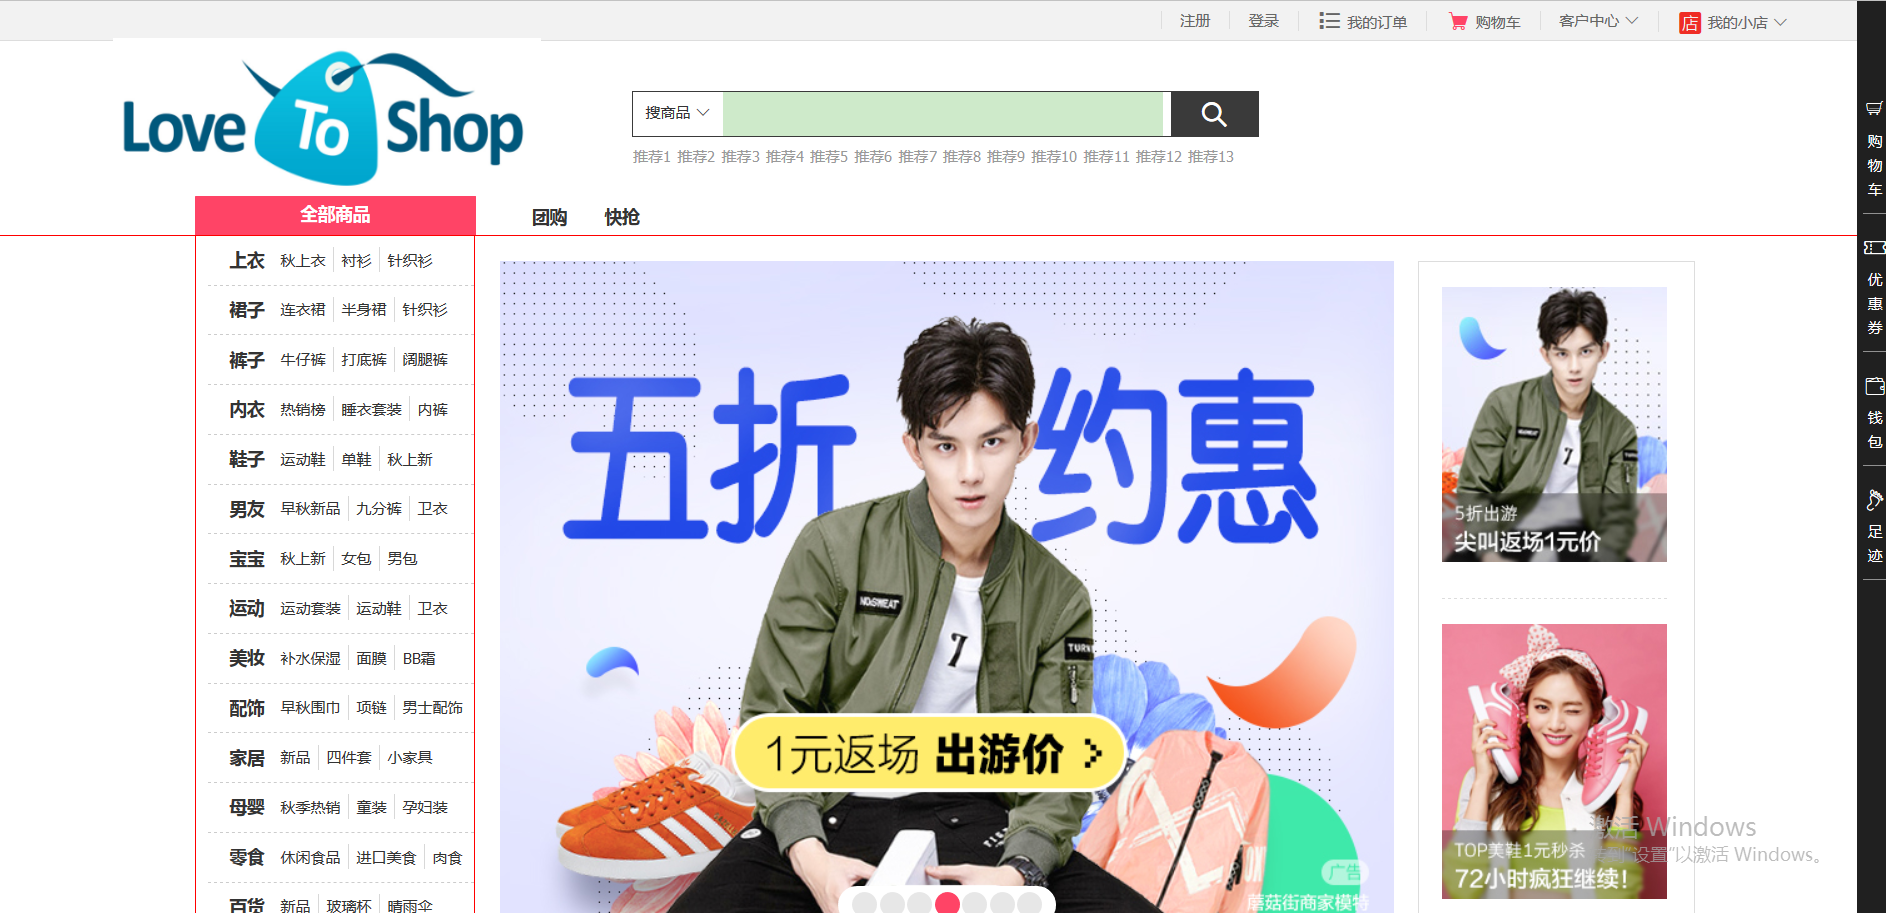 注册 登录 我的订单 购物车 客户中心 店 我的小店
Love To Shop
搜商品
推荐1 推荐2 推荐3 推荐4 推荐5 推荐6 推荐7 推荐8 推荐9 推荐10 推荐11 推荐12 推荐13
全部商品 团购 快抢
上衣 秋上衣 衬衫 针织衫
裙子 连衣裙 半身裙 针织衫
裤子 牛仔裤 打底裤 阔腿裤
内衣 热销榜 睡衣套装 内裤
鞋子 运动鞋 单鞋 秋上新
男友 早秋新品 九分裤 卫衣
宝宝 秋上新 女包 男包
运动 运动套装 运动鞋 卫衣
美妆 补水保湿 面膜 BB霜
配饰 早秋围巾 项链 男士配饰
家居 新品 四件套 小家具
母婴 秋季热销 童装 孕妇装
零食 休闲食品 进口美食 肉食
百货 新品 玻璃杯 晴雨伞
五折约惠
NOSWEAT
7
TURN
1元返场 出游价
广告
蘑菇街商家模特
5折出游
尖叫返场1元价
TOP美鞋1元秒杀
72小时疯狂继续！
激活 Windows
转到"设置"以激活 Windows。
购物车
优惠券
钱包
足迹